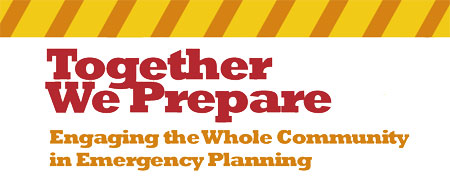 Together
We Prepare
Engaging the Whole Community
in Emergency Planning